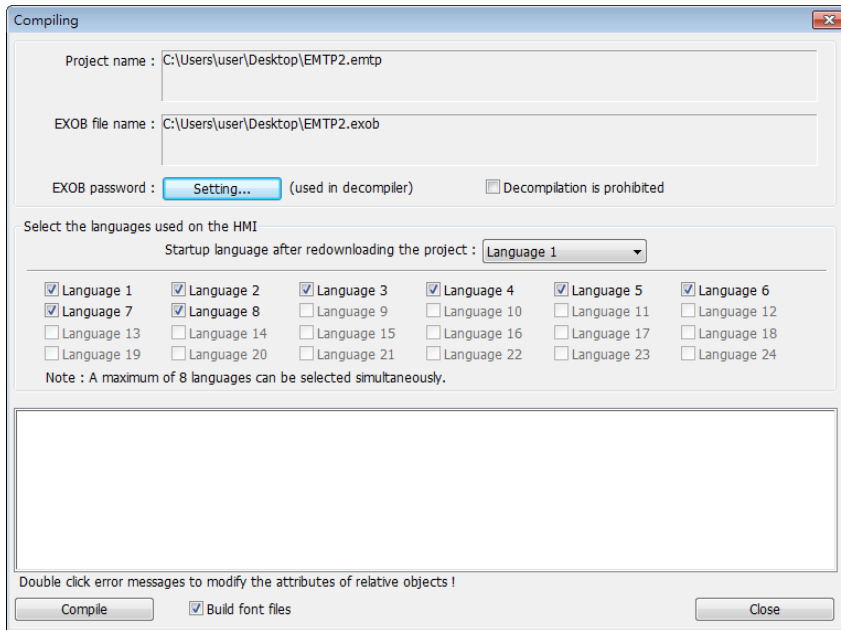 Compiling
Project name : C:\Users\user\Desktop\EMTP2.emtp
EXOB file name : C:\Users\user\Desktop\EMTP2.exob
EXOB password : Setting... (used in decompiler) Decompilation is prohibited
Select the languages used on the HMI
Startup language after redownloading the project : Language 1
Language 1 Language 2 Language 3 Language 4 Language 5 Language 6
Language 7 Language 8 Language 9 Language 10 Language 11 Language 12
Language 13 Language 14 Language 15 Language 16 Language 17 Language 18
Language 19 Language 20 Language 21 Language 22 Language 23 Language 24
Note : A maximum of 8 languages can be selected simultaneously.
Double click error messages to modify the attributes of relative objects !
Compile Build font files Close